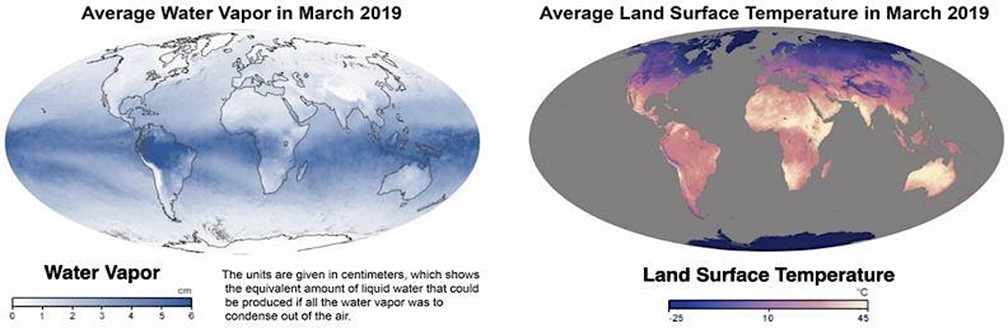 Average Water Vapor in March 2019
Water Vapor
cm
0 1 2 3 4 5 6
The units are given in centimeters, which shows
the equivalent amount of liquid water that could
be produced if all the water vapor was to
condense out of the air.
Average Land Surface Temperature in March 2019
Land Surface Temperature
°C
-25 10 45